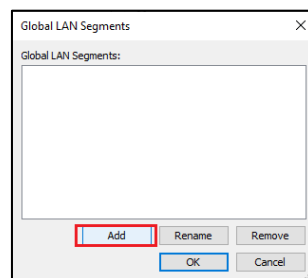 Global LAN Segments
Global LAN Segments:
Add Rename Remove
OK Cancel